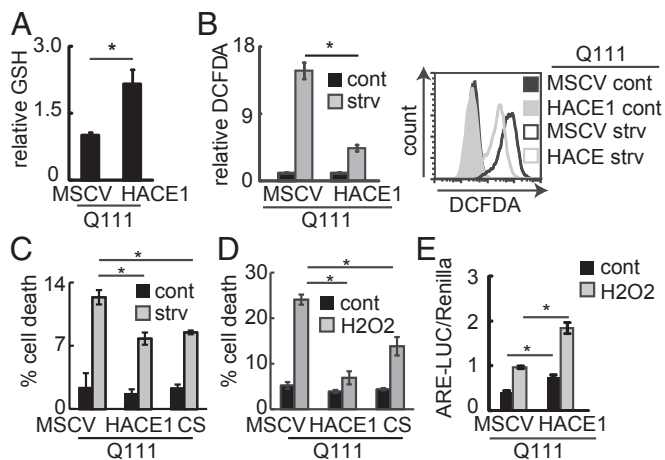 A
relative GSH
3.0
1.5
0
*
MSCV HACE1
Q111
B
relative DCFDA
18
9
0
*
cont
strv
MSCV HACE1
Q111
count
DCFDA
Q111
MSCV cont
HACE1 cont
MSCV strv
HACE strv
C
% cell death
14
7
0
*
*
cont
strv
MSCV HACE1 CS
Q111
D
% cell death
30
20
10
0
*
*
cont
H2O2
MSCV HACE1 CS
Q111
E
ARE-LUC/Renilla
3
2
1
0
*
*
cont
H2O2
MSCV HACE1
Q111